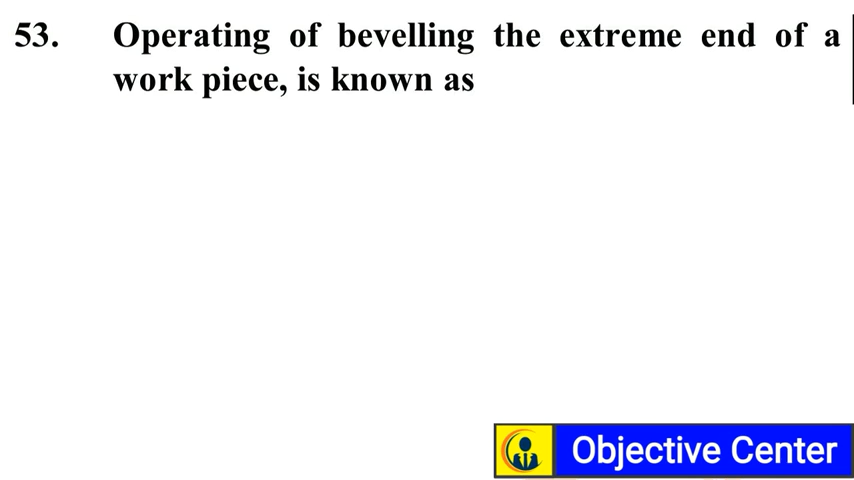 53. Operating of bevelling the extreme end of a
work piece, is known as
Objective Center